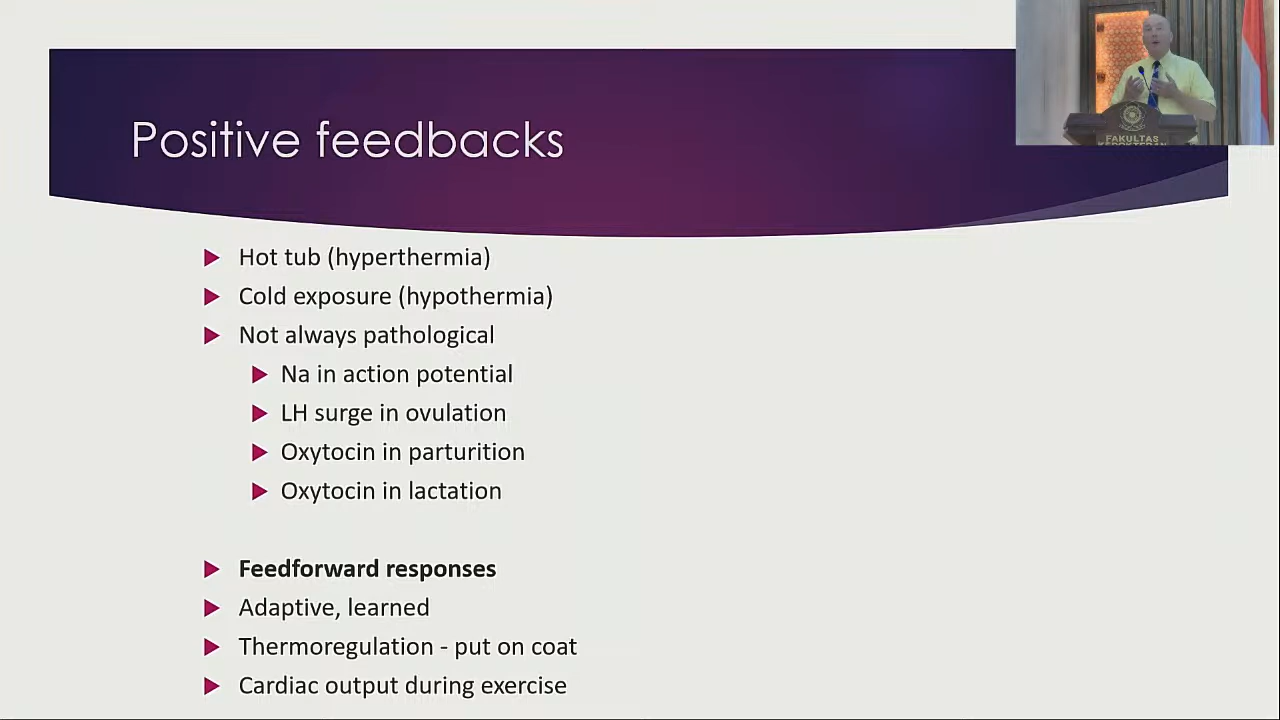 Positive feedbacks
FAKULTAS
KEDOKTERAN
Hot tub (hyperthermia)
Cold exposure (hypothermia)
Not always pathological
Na in action potential
LH surge in ovulation
Oxytocin in parturition
Oxytocin in lactation
Feedforward responses
Adaptive, learned
Thermoregulation - put on coat
Cardiac output during exercise